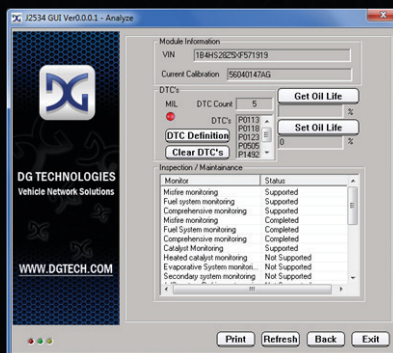 J2534 GUI Ver0.0.0.1 - Analyze
Module Information
VIN 1B4HS28Z5XF571919
Current Calibration 56040147AG
DTC's
MIL DTC Count 5
Get Oil Life
%
DTC's P0113
P0118
P0123
P0505
P1492
DTC Definition
Clear DTC's
Set Oil Life
0 %
DG
DG TECHNOLOGIES
Vehicle Network Solutions
WWW.DGTECH.COM
Inspection / Maintainance
Monitor Status
Misfire monitoring Supported
Fuel system monitoring Supported
Comprehensive monitoring Supported
Misfire monitoring Completed
Fuel System monitoring Completed
Comprehensive monitoring Completed
Catalyst Monitoring Supported
Heated catalyst monitoring Not Supported
Evaporative System monitori... Not Supported
Secondary system monitoring Not Supported
Print Refresh Back Exit